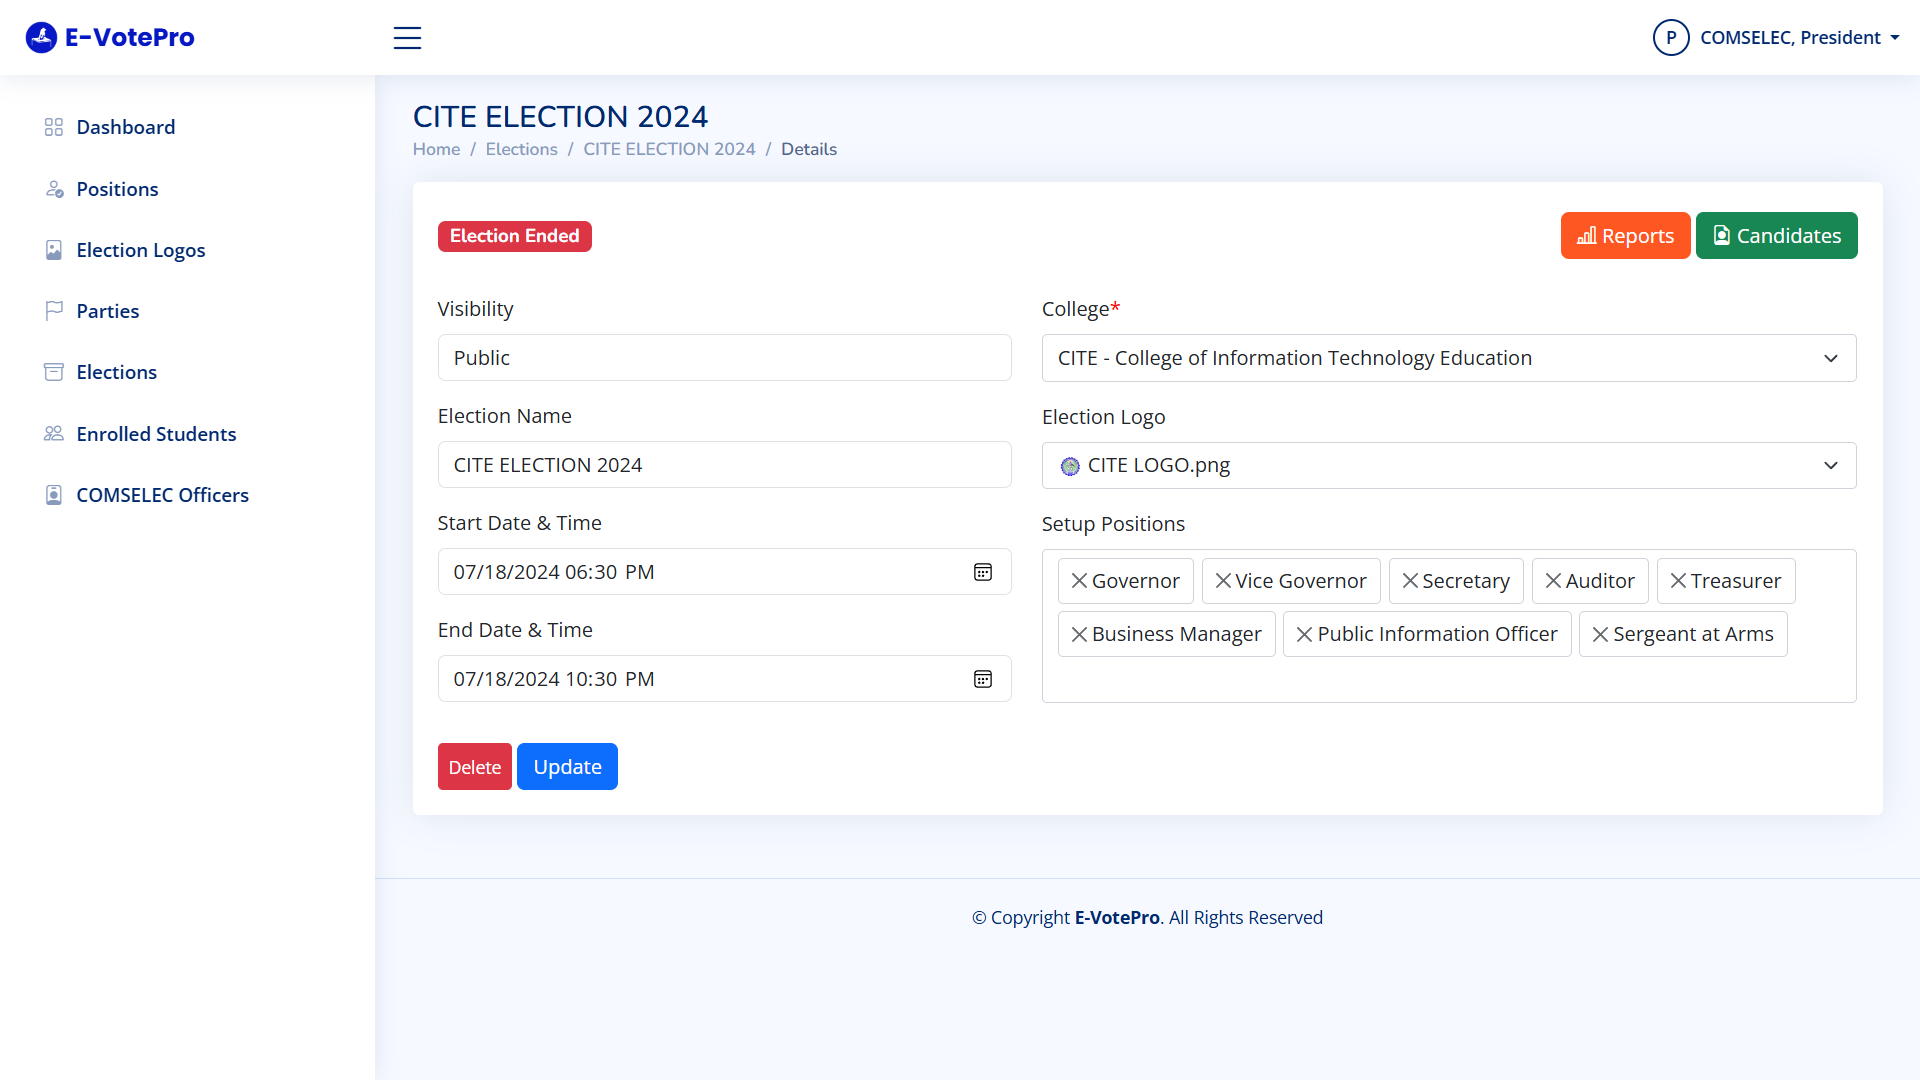 E-VotePro
P
COMSELEC, President
Dashboard
Positions
Election Logos
Parties
Elections
Enrolled Students
COMSELEC Officers
CITE ELECTION 2024
Home / Elections / CITE ELECTION 2024 / Details
Election Ended
Reports
Candidates
Visibility
Public
Election Name
CITE ELECTION 2024
Start Date & Time
07/18/2024 06:30 PM
End Date & Time
07/18/2024 10:30 PM
College*
CITE - College of Information Technology Education
Election Logo
CITE LOGO.png
Setup Positions
Governor Vice Governor Secretary Auditor Treasurer
Business Manager Public Information Officer Sergeant at Arms
Delete Update
© Copyright E-VotePro. All Rights Reserved